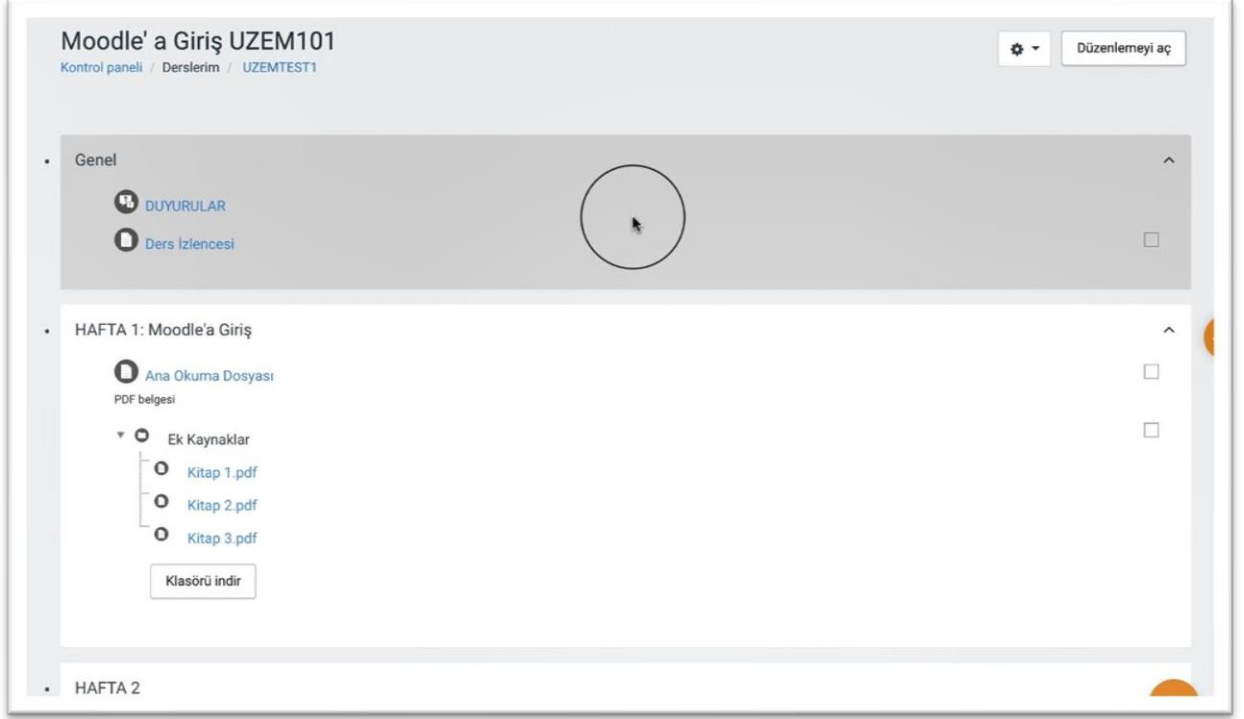 Moodle' a Giriş UZEM101
Düzenlemeyi aç
Kontrol paneli / Derslerim / UZEMTEST1
Genel
DUYURULAR
Ders İzlencesi
HAFTA 1: Moodle'a Giriş
Ana Okuma Dosyası
PDF belgesi
Ek Kaynaklar
Kitap 1.pdf
Kitap 2.pdf
Kitap 3.pdf
Klasörü indir
HAFTA 2